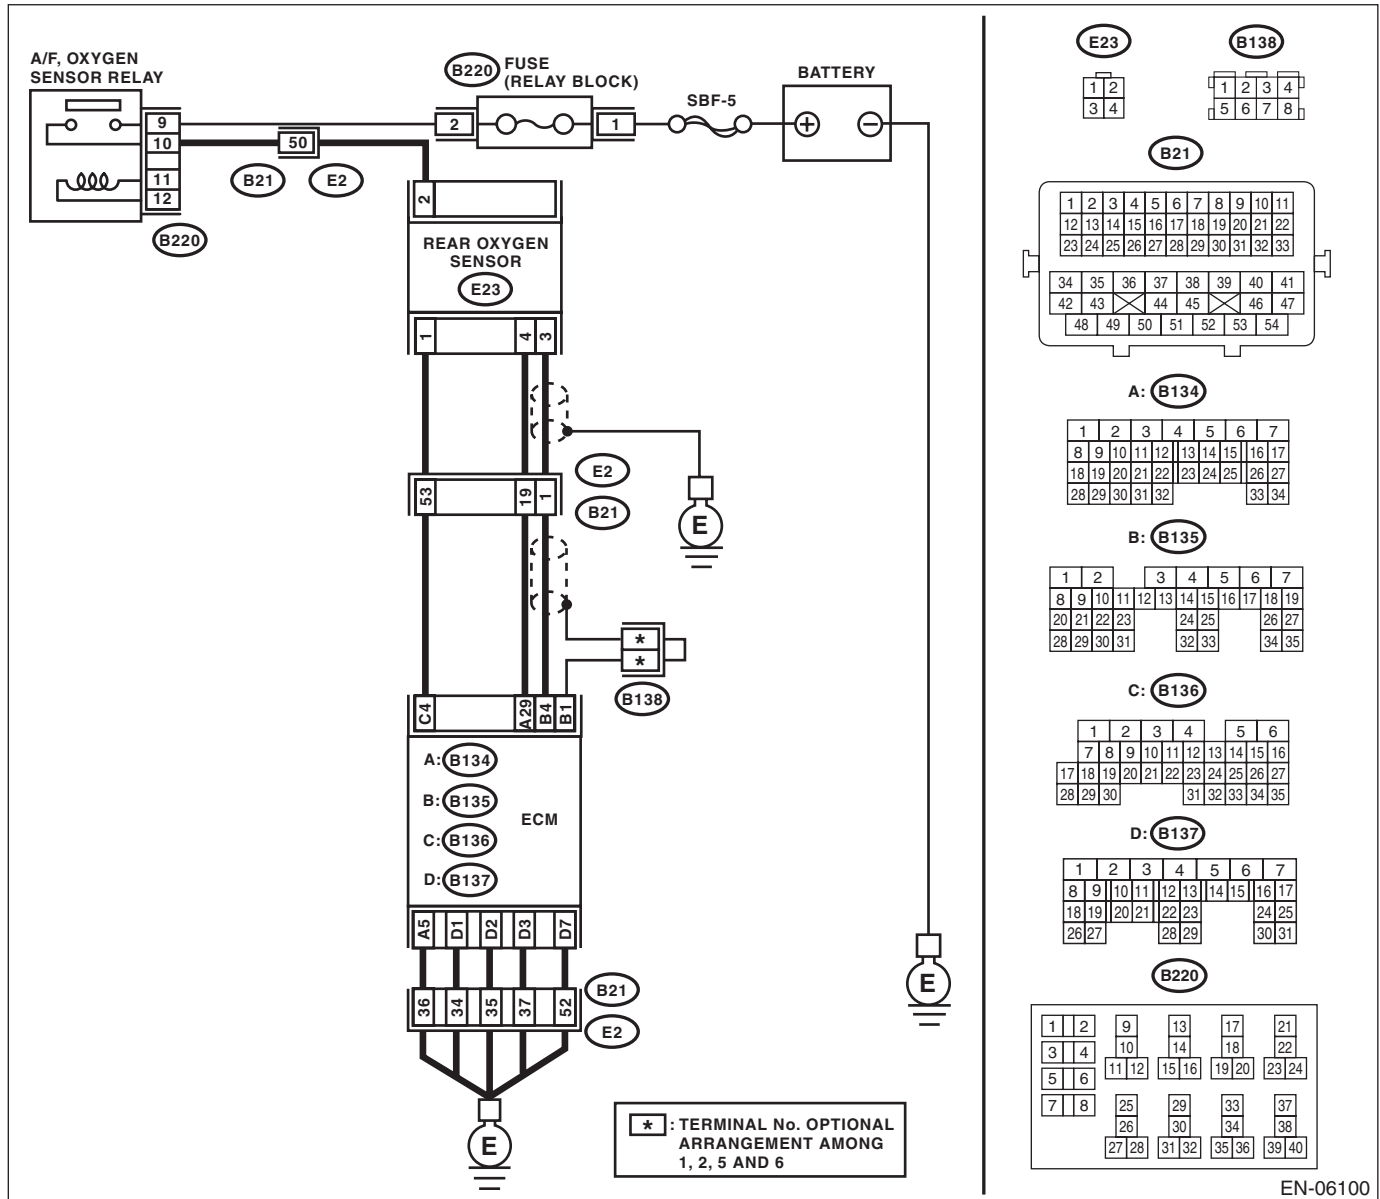 A/F, OXYGEN
SENSOR RELAY
9
10
11
12
B220
50
B21
E2
B220
FUSE
(RELAY BLOCK)
2
1
SBF-5
BATTERY
+
−
2
REAR OXYGEN
SENSOR
E23
1
4
3
E2
B21
53
19
1
E
*
*
B138
C4
A29
B4
B1
A: B134
B: B135
C: B136
D: B137
ECM
A5
D1
D2
D3
D7
36
34
35
37
52
B21
E2
E
E
* : TERMINAL No. OPTIONAL
ARRANGEMENT AMONG
1, 2, 5 AND 6
E23
1 2
3 4
B138
1 2 3 4
5 6 7 8
B21
1 2 3 4 5 6 7 8 9 10 11
12 13 14 15 16 17 18 19 20 21 22
23 24 25 26 27 28 29 30 31 32 33
34 35 36 37 38 39 40 41
42 43 44 45 46 47
48 49 50 51 52 53 54
A: B134
1 2 3 4 5 6 7
8 9 10 11 12 13 14 15 16 17
18 19 20 21 22 23 24 25 26 27
28 29 30 31 32 33 34
B: B135
1 2 3 4 5 6 7
8 9 10 11 12 13 14 15 16 17 18 19
20 21 22 23 24 25 26 27
28 29 30 31 32 33 34 35
C: B136
1 2 3 4 5 6
7 8 9 10 11 12 13 14 15 16
17 18 19 20 21 22 23 24 25 26 27
28 29 30 31 32 33 34 35
D: B137
1 2 3 4 5 6 7
8 9 10 11 12 13 14 15 16 17
18 19 20 21 22 23 24 25
26 27 28 29 30 31
B220
1 2 9 13 17 21
3 4 10 14 18 22
5 6 11 12 15 16 19 20 23 24
7 8 25 29 33 37
26 30 34 38
27 28 31 32 35 36 39 40
EN-06100